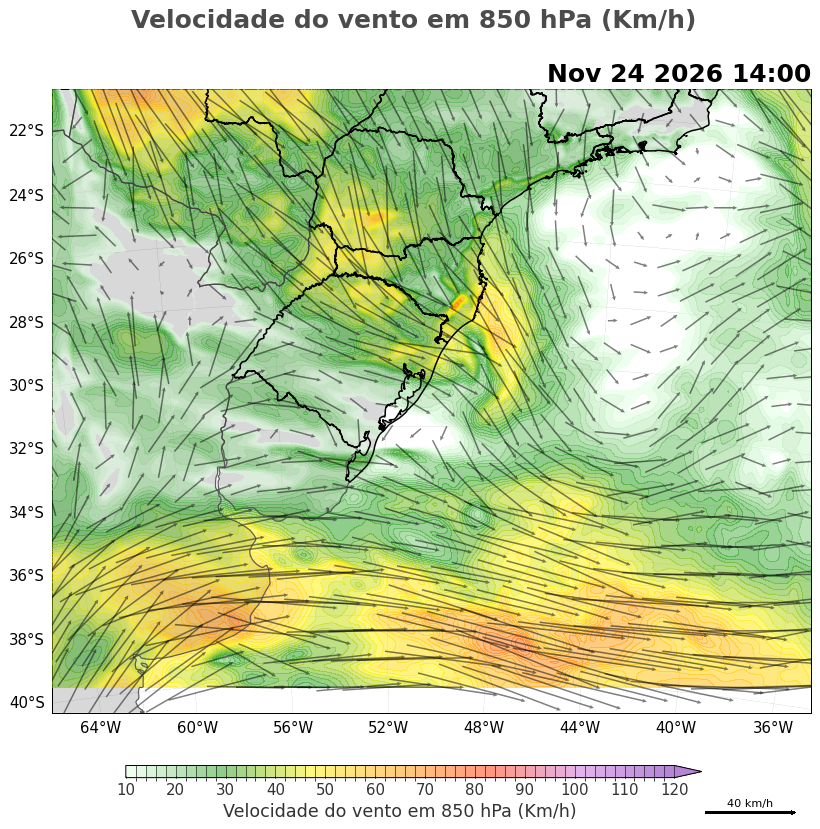 Velocidade do vento em 850 hPa (Km/h)
Nov 24 2026 14:00
22°S
24°S
26°S
28°S
30°S
32°S
34°S
36°S
38°S
40°S
64°W 60°W 56°W 52°W 48°W 44°W 40°W 36°W
10 20 30 40 50 60 70 80 90 100 110 120
Velocidade do vento em 850 hPa (Km/h)
40 km/h